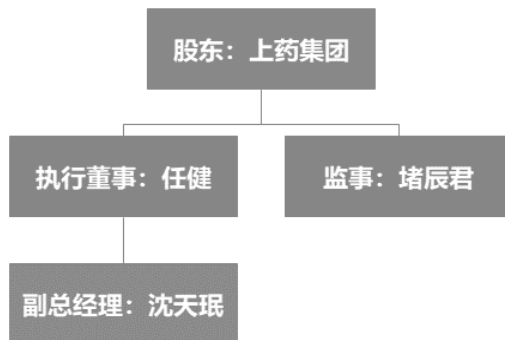 股东：上药集团
执行董事：任健
监事：堵辰君
副总经理：沈天珉